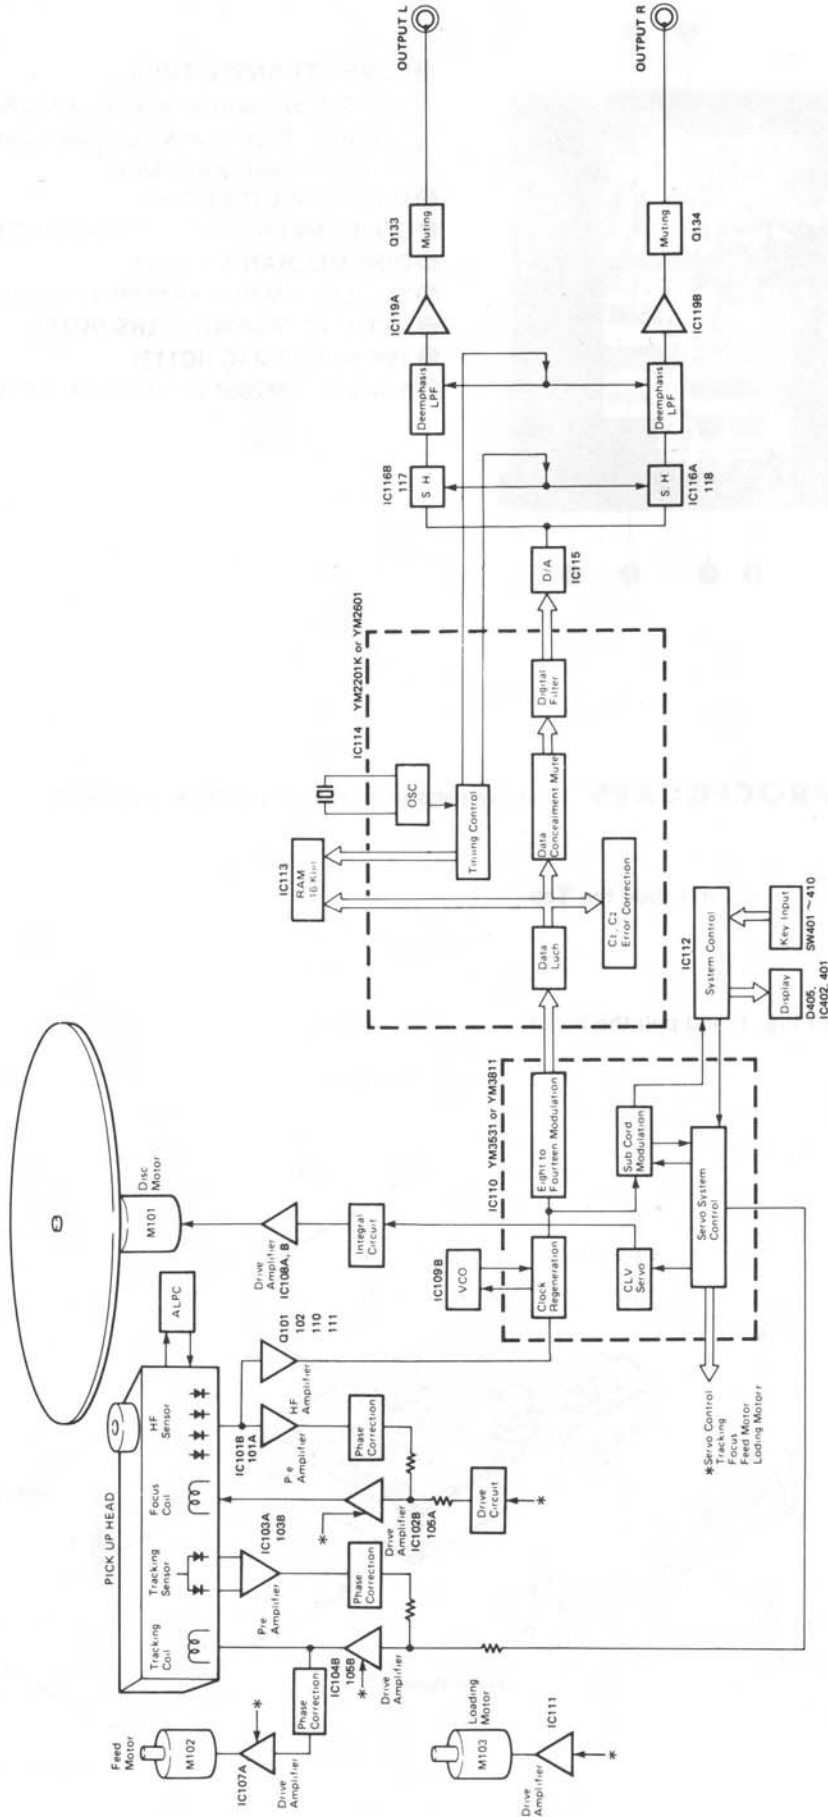 PICK UP HEAD
Tracking
Coil
Tracking
Sensor
Focus
Coil
HF
Sensor
ALPC
Disc
Motor
M101
Feed
Motor
M102
IC107A
Drive
Amplifier
Phase
Correction
Loading
Motor
M103
IC111
Drive
Amplifier
*
*
Pre
Amplifier
IC103A
103B
Phase
Correction
IC104B
105B
Drive
Amplifier
*
*
IC101B
101A
Pre
Amplifier
Phase
Correction
Drive
Amplifier
IC102B
105A
Drive
Circuit
*
HF
Amplifier
Q101
102
110
111
Drive
Amplifier
IC108A, B
Integral
Circuit
IC109B
VCO
IC110 YM3531 or YM3811
Clock
Regeneration
Eight to
Fourteen Modulation
CLV
Servo
Sub Cord
Modulation
Servo System
Control
*Servo Control
Tracking
Focus
Feed Motor
Loding Motorr
IC112
System Control
Display
D405,
IC402, 401
Key Input
SW401 ~ 410
IC113
RAM
16 Kbit
IC114 YM2201K or YM2601
OSC
Timing Control
Data
Luch
C1, C2
Error Correction
Data
Concealment Mute
Digital
Filter
D/A
IC115
IC116B
117
S. H.
S. H.
IC116A
118
Deemphasis
LPF
Deemphasis
LPF
IC119A
IC119B
Q133
Muting
Muting
Q134
OUTPUT L
OUTPUT R